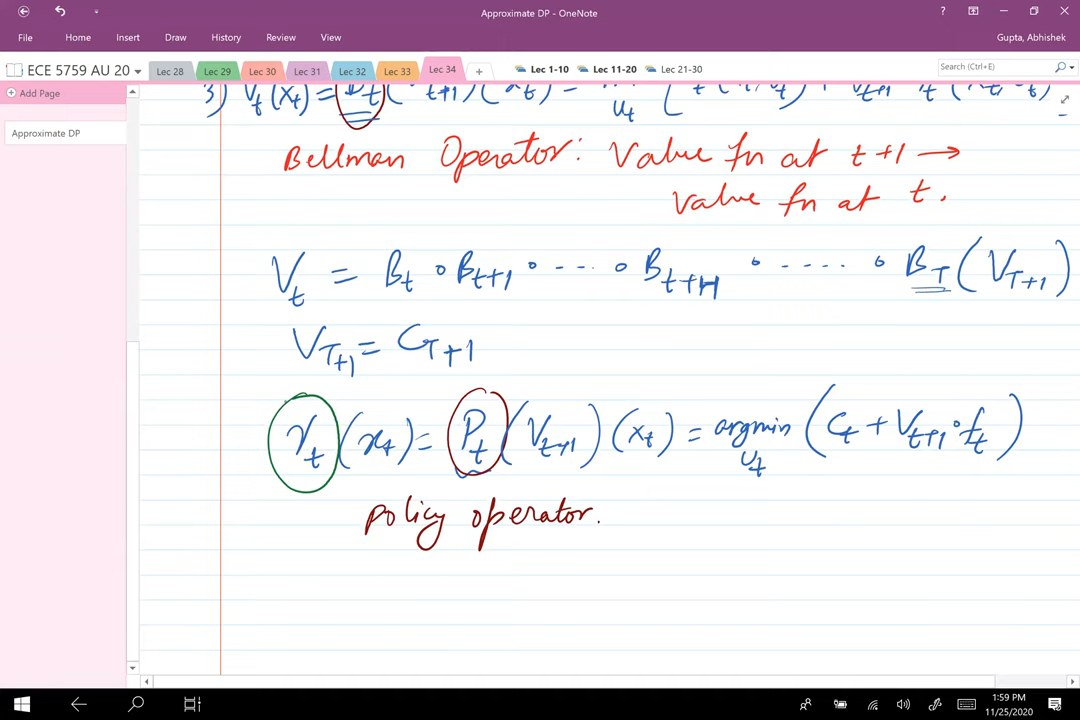 Approximate DP - OneNote
Gupta, Abhishek
File Home Insert Draw History Review View
ECE 5759 AU 20 Lec 28 Lec 29 Lec 30 Lec 31 Lec 32 Lec 33 Lec 34 + Lec 1-10 Lec 11-20 Lec 21-30 Search (Ctrl+E)
Add Page
Approximate DP
3) V_t(x_t) =
Bellman Operator: Value fn at t+1 →
value fn at t.
V_t = B_t ∘ B_{t+1} ∘ .... ∘ B_{t+H} ∘ ..... ∘ B_T (V_{T+1})
V_{T+1} = C_{T+1}
γ_t (x_t) = P_t (V_{t+1}) (x_t) = argmin_{u_t} (C_t + V_{t+1} ∘ f_t)
policy operator.
1:59 PM
11/25/2020